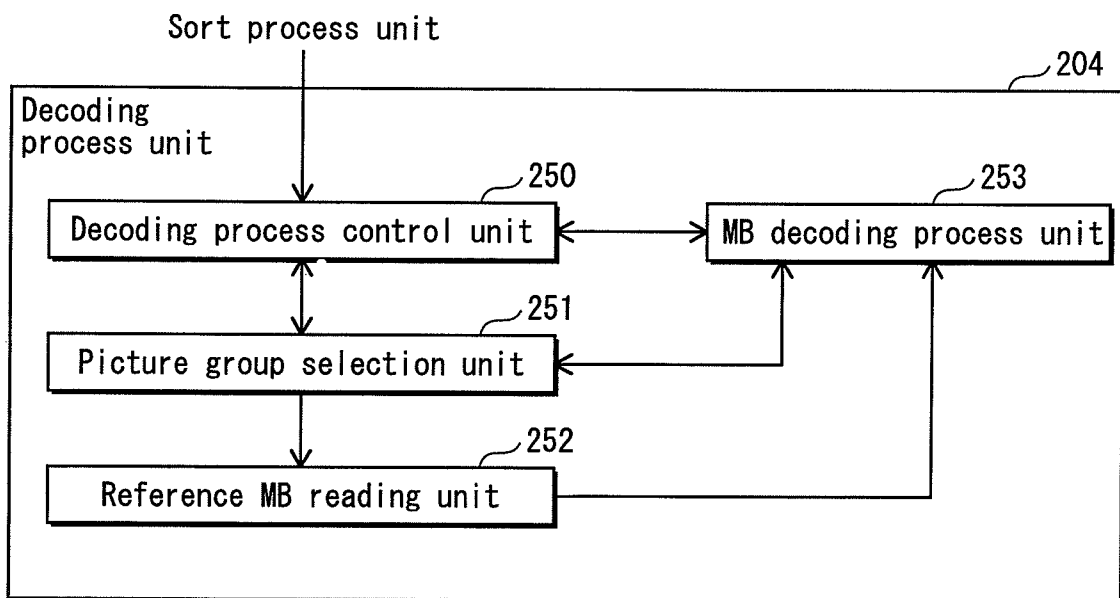 Sort process unit
204
Decoding
process unit
250
253
Decoding process control unit
MB decoding process unit
251
Picture group selection unit
252
Reference MB reading unit